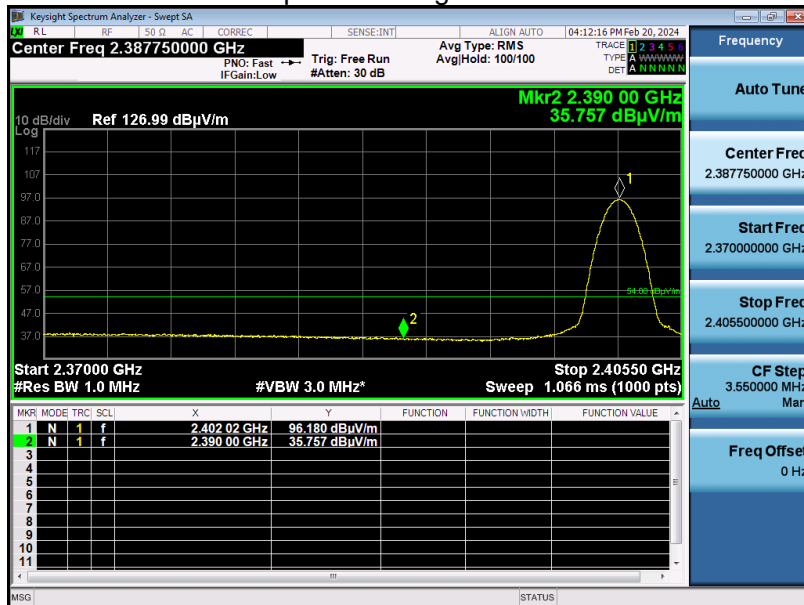 Keysight Spectrum Analyzer - Swept SA
RL RF 50 Ω AC CORREC SENSE:INT ALIGN AUTO 04:12:16 PM Feb 20, 2024
Center Freq 2.387750000 GHz
PNO: Fast
IFGain:Low
Trig: Free Run
#Atten: 30 dB
Avg Type: RMS
Avg|Hold: 100/100
TRACE 1 2 3 4 5 6
TYPE A WWWWW
DET A N N N N N
Mkr2 2.390 00 GHz
35.757 dBµV/m
10 dB/div Ref 126.99 dBµV/m
Log
117
107
97.0
87.0
77.0
67.0
57.0
47.0
37.0
1
54.00 dBµV/m
2
Start 2.37000 GHz Stop 2.40550 GHz
#Res BW 1.0 MHz #VBW 3.0 MHz* Sweep 1.066 ms (1000 pts)
MKR MODE TRC SCL X Y FUNCTION FUNCTION WIDTH FUNCTION VALUE
1 N 1 f 2.402 02 GHz 96.180 dBµV/m
2 N 1 f 2.390 00 GHz 35.757 dBµV/m
3
4
5
6
7
8
9
10
11
MSG STATUS
Frequency
Auto Tune
Center Freq
2.387750000 GHz
Start Freq
2.370000000 GHz
Stop Freq
2.405500000 GHz
CF Step
3.550000 MHz
Auto Man
Freq Offset
0 Hz